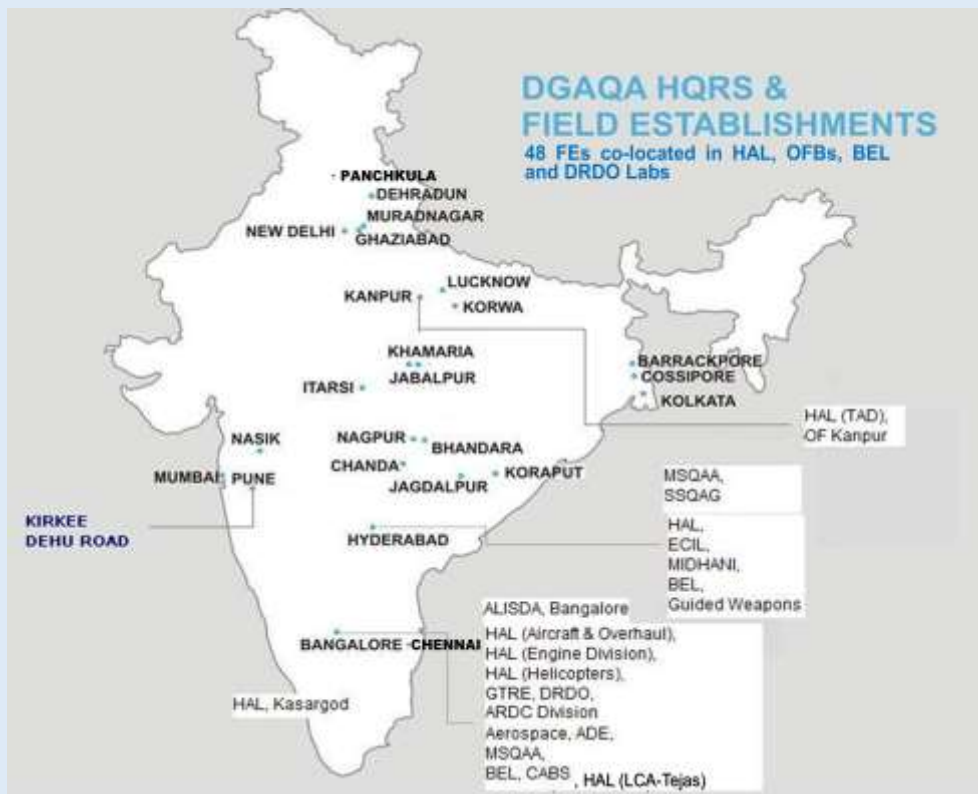 DGAQA HQRS &
FIELD ESTABLISHMENTS
48 FEs co-located in HAL, OFBs, BEL
and DRDO Labs
PANCHKULA
DEHRADUN
MURADNAGAR
NEW DELHI
GHAZIABAD
LUCKNOW
KANPUR
KORWA
KHAMARIA
JABALPUR
ITARSI
BARRACKPORE
COSSIPORE
KOLKATA
HAL (TAD),
OF Kanpur
NASIK
NAGPUR
BHANDARA
CHANDA
KORAPUT
MUMBAI
PUNE
JAGDALPUR
MSQAA,
SSQAG
KIRKEE
DEHU ROAD
HYDERABAD
HAL,
ECIL,
MIDHANI,
BEL,
Guided Weapons
ALISDA, Bangalore
BANGALORE
CHENNAI
HAL (Aircraft & Overhaul),
HAL (Engine Division),
HAL (Helicopters),
GTRE, DRDO,
ARDC Division
Aerospace, ADE,
MSQAA,
BEL, CABS , HAL (LCA-Tejas)
HAL, Kasargod